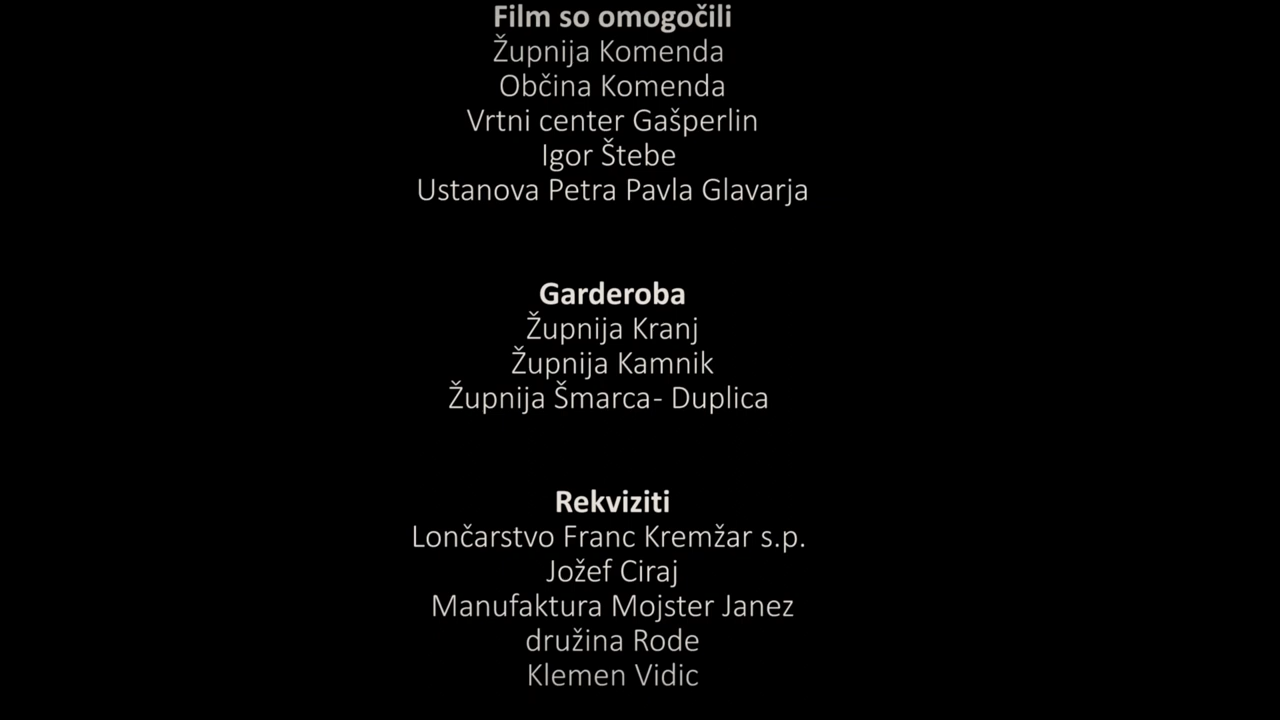 Film so omogočili
Župnija Komenda
Občina Komenda
Vrtni center Gašperlin
Igor Štebe
Ustanova Petra Pavla Glavarja
Garderoba
Župnija Kranj
Župnija Kamnik
Župnija Šmarca- Duplica
Rekviziti
Lončarstvo Franc Kremžar s.p.
Jožef Ciraj
Manufaktura Mojster Janez
družina Rode
Klemen Vidic